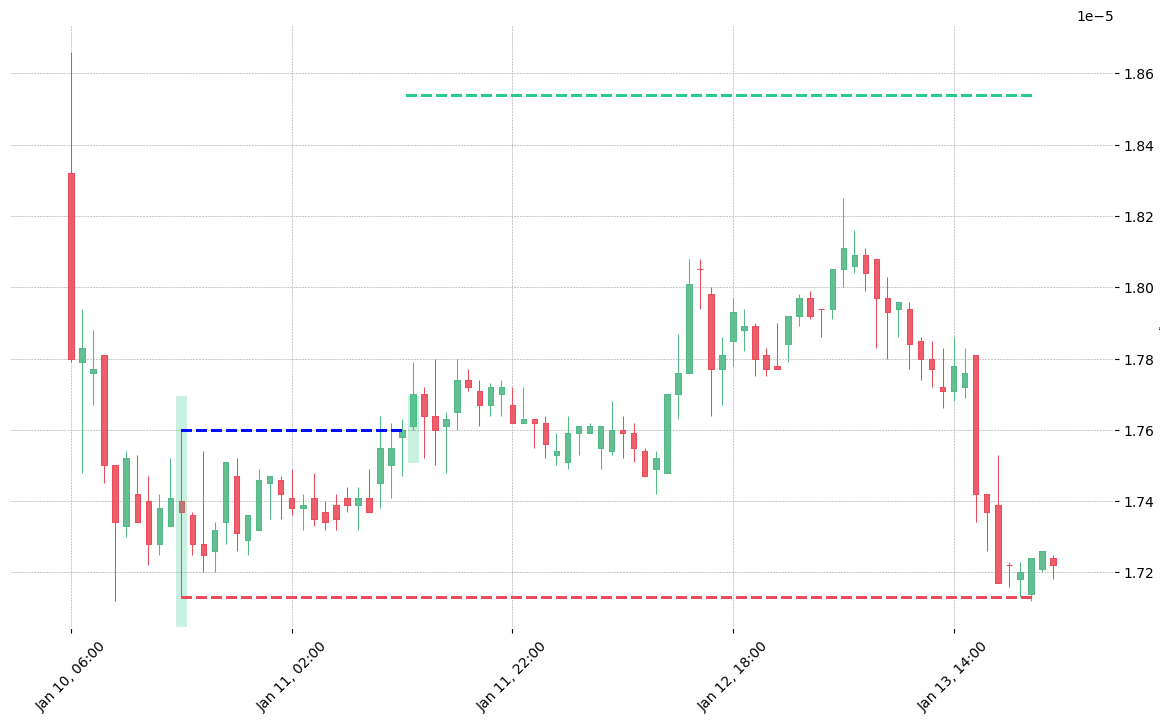 1e−5
1.86
1.84
1.82
1.80
1.78
1.76
1.74
1.72
Jan 10, 06:00
Jan 11, 02:00
Jan 11, 22:00
Jan 12, 18:00
Jan 13, 14:00